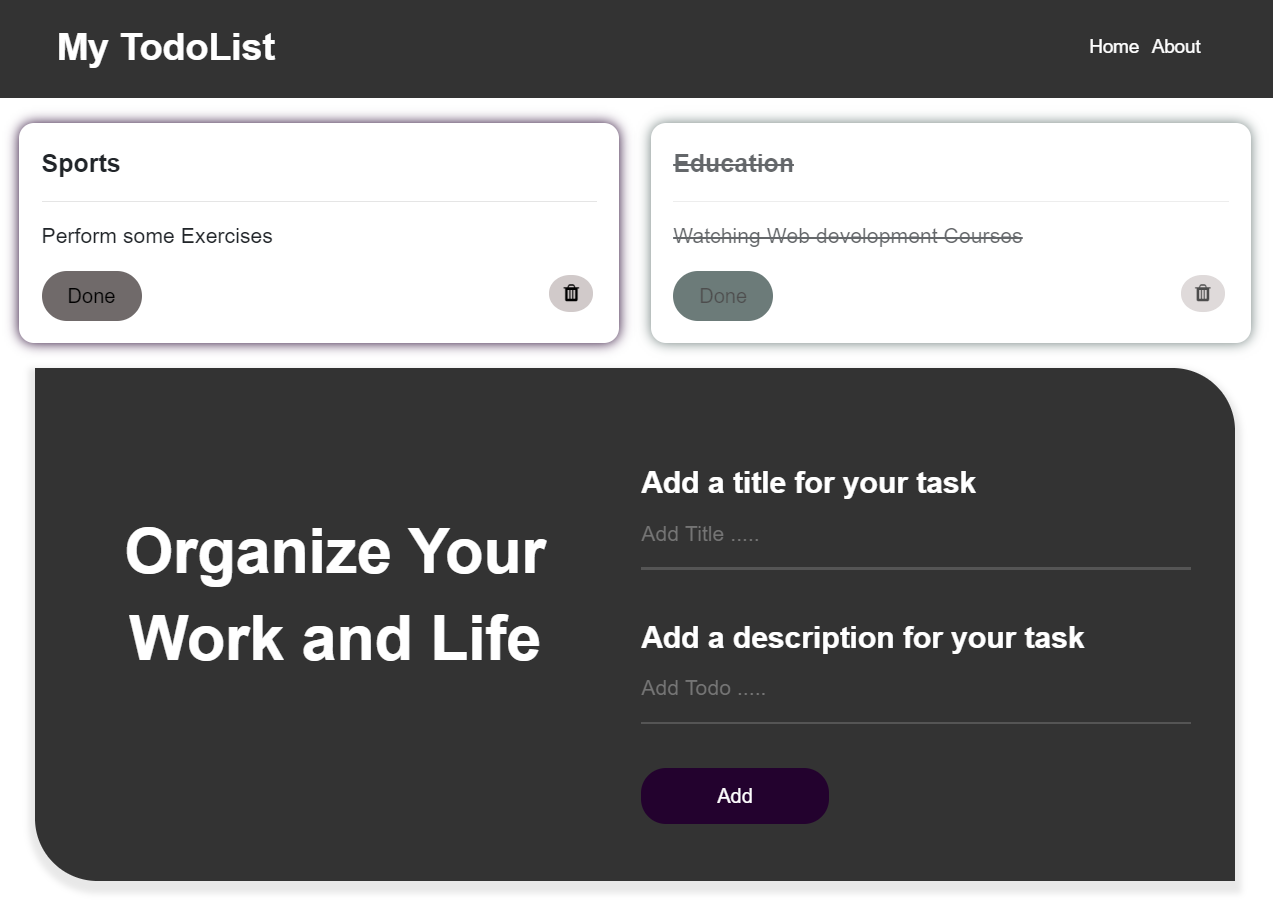 My TodoList
Home About
Sports
Perform some Exercises
Done
Education
Watching Web development Courses
Done
Organize Your
Work and Life
Add a title for your task
Add Title .....
Add a description for your task
Add Todo .....
Add